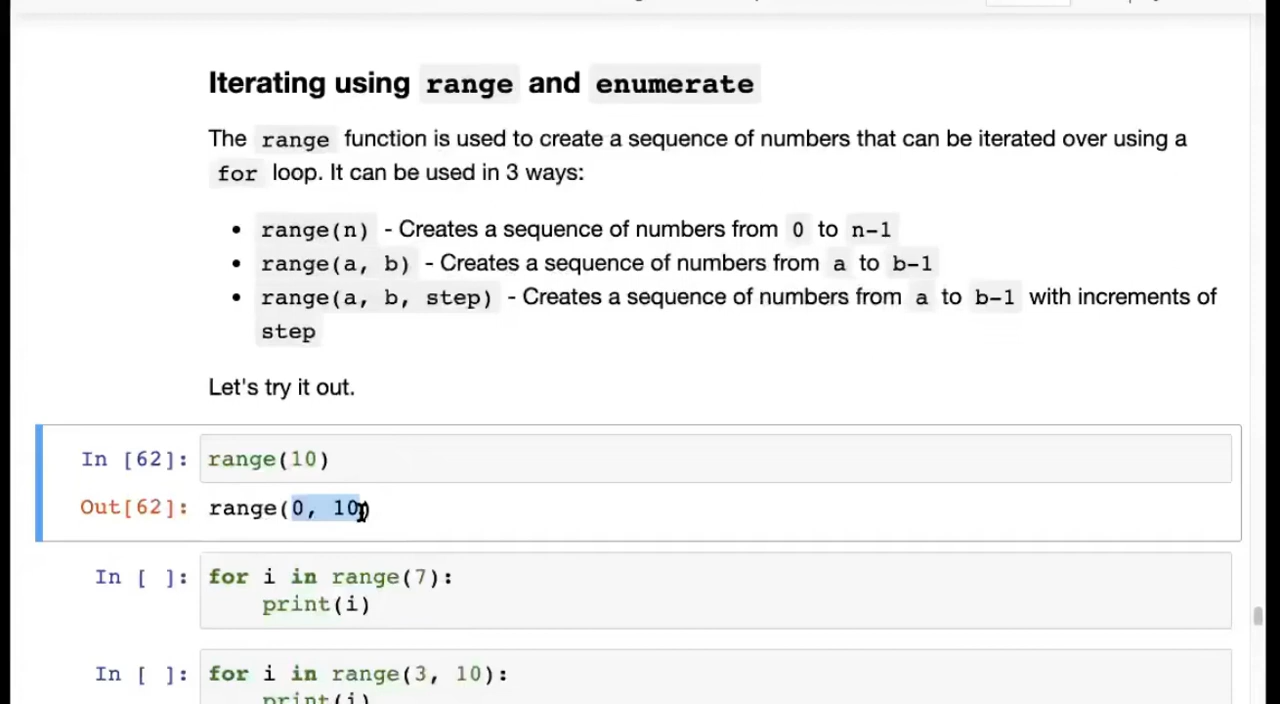 Iterating using range and enumerate
The range function is used to create a sequence of numbers that can be iterated over using a
for loop. It can be used in 3 ways:
• range(n) - Creates a sequence of numbers from 0 to n-1
• range(a, b) - Creates a sequence of numbers from a to b-1
• range(a, b, step) - Creates a sequence of numbers from a to b-1 with increments of
step
Let's try it out.
In [62]: range(10)
Out[62]: range(0, 10)
In [ ]: for i in range(7):
print(i)
In [ ]: for i in range(3, 10):
print(i)